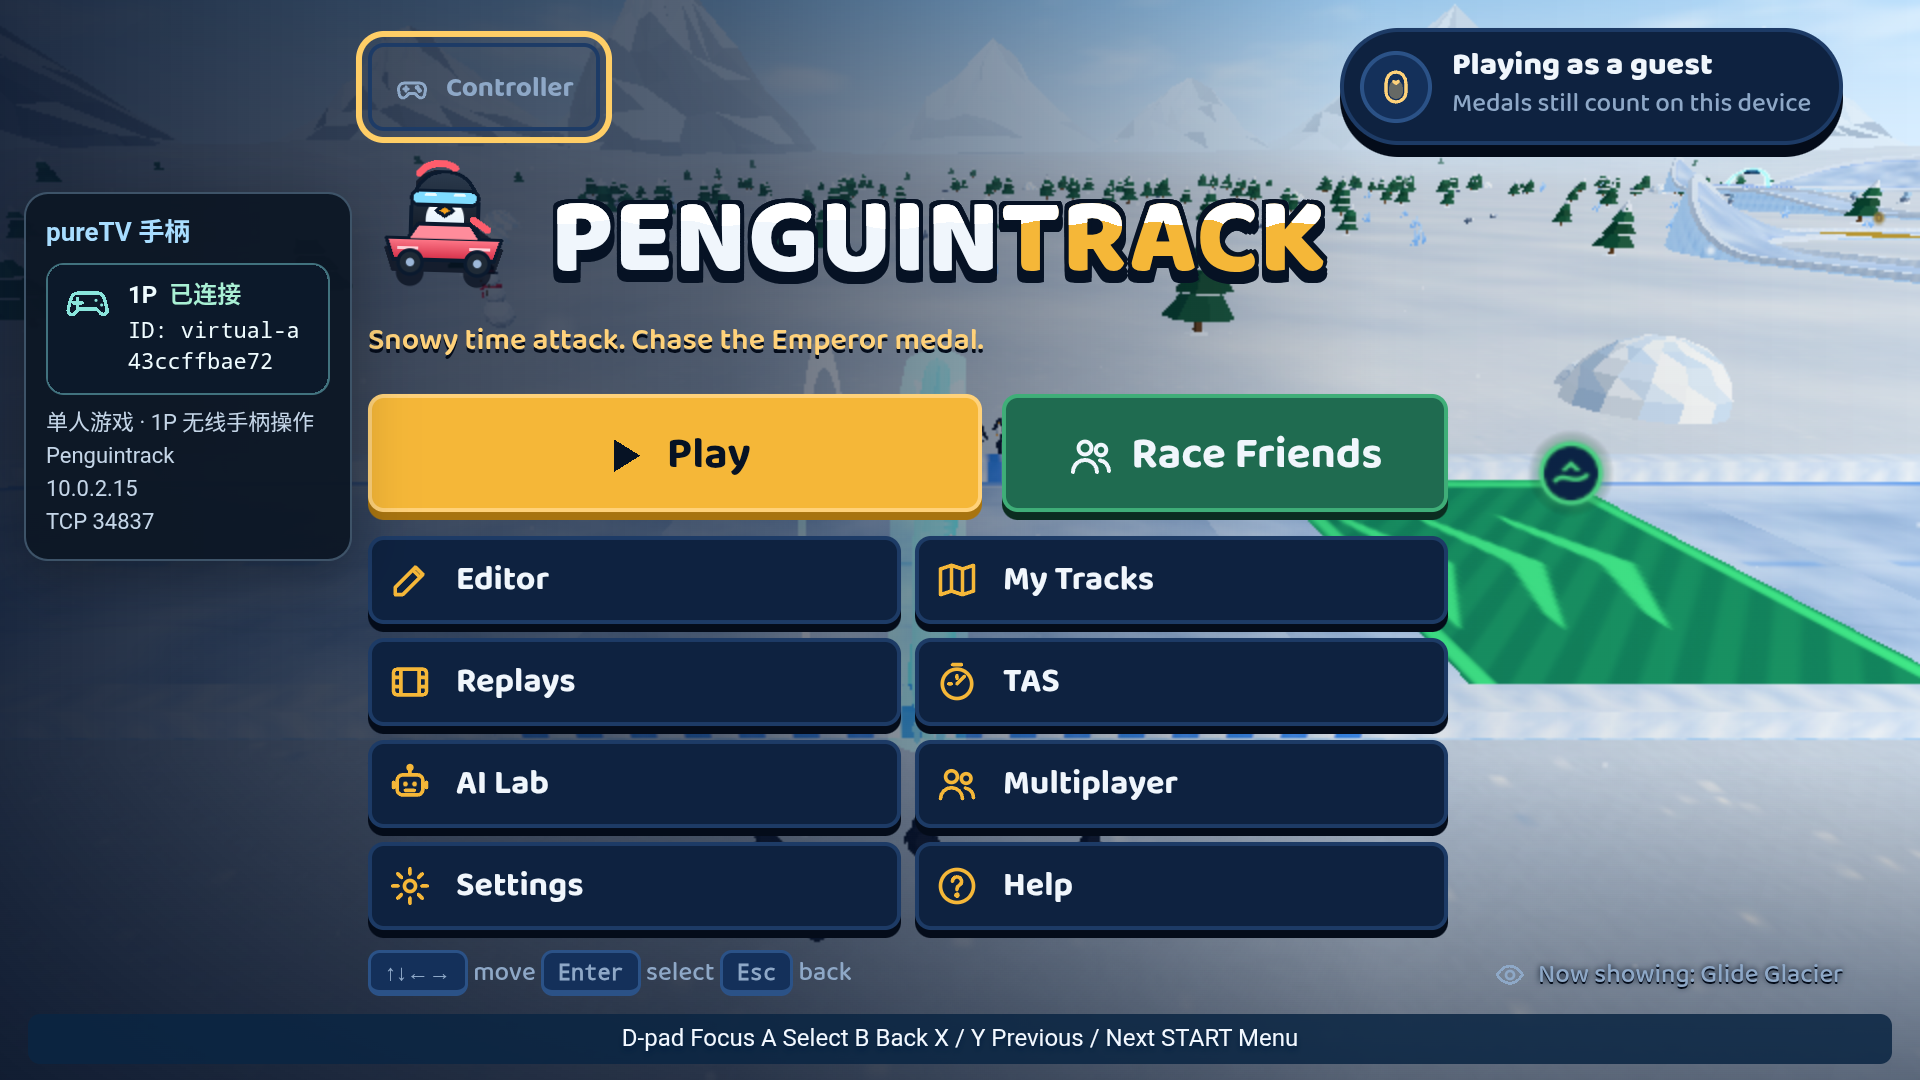 Controller
Playing as a guest
Medals still count on this device
pureTV 手柄
1P 已连接
ID: virtual-a
43ccffbae72
单人游戏 · 1P 无线手柄操作
Penguintrack
10.0.2.15
TCP 34837
PENGUINTRACK
Snowy time attack. Chase the Emperor medal.
Play
Race Friends
Editor
My Tracks
Replays
TAS
AI Lab
Multiplayer
Settings
Help
↑↓←→ move Enter select Esc back
Now showing: Glide Glacier
D-pad Focus A Select B Back X / Y Previous / Next START Menu